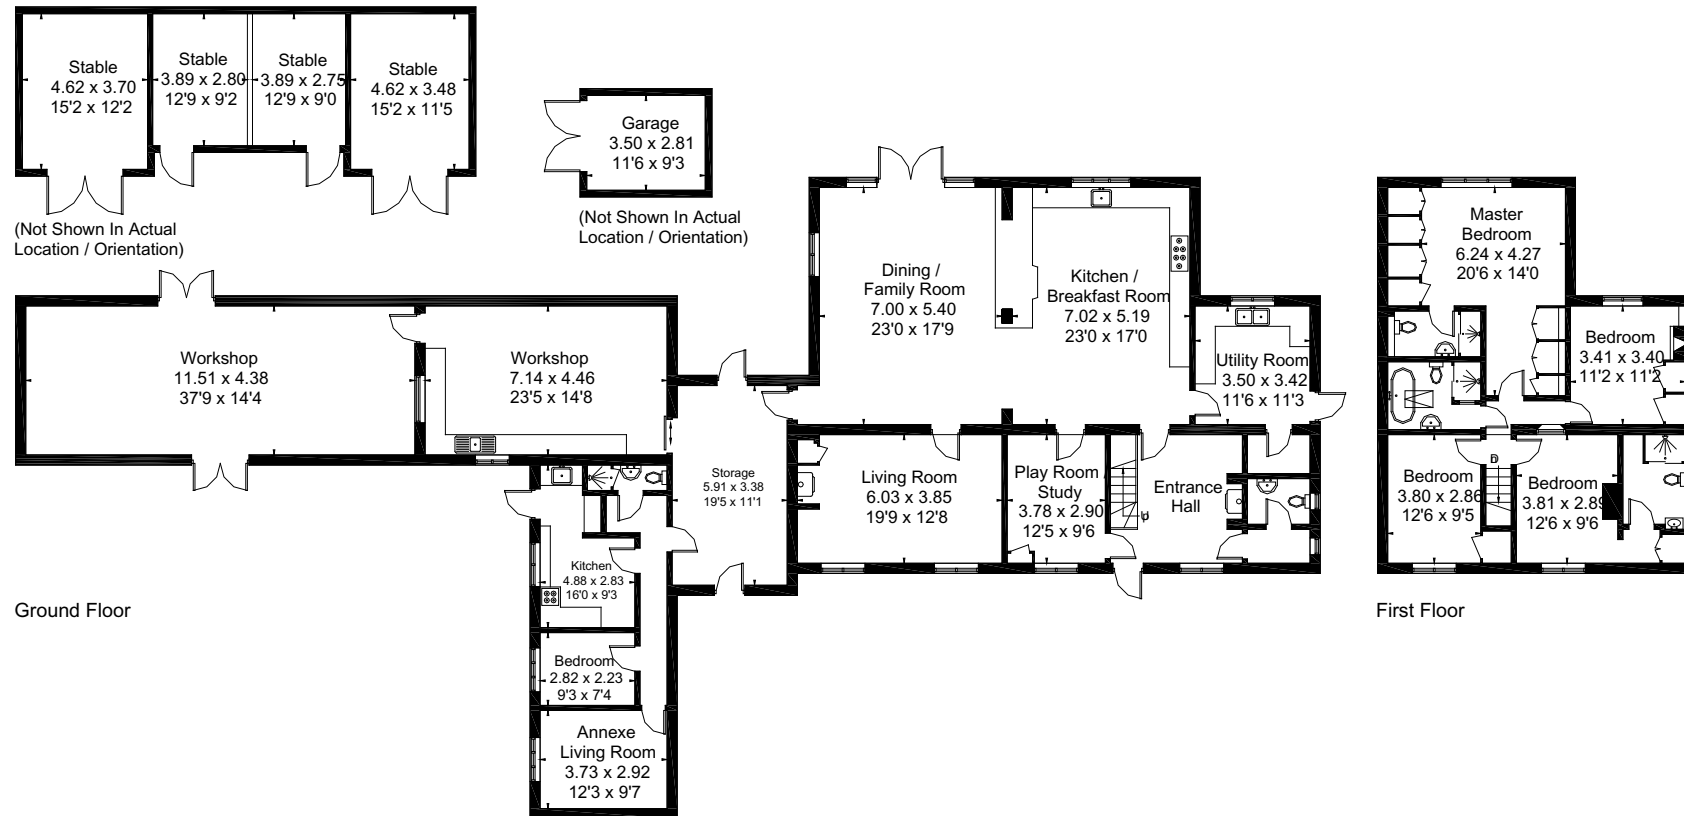 Stable
4.62 x 3.70
15'2 x 12'2
Stable
3.89 x 2.80
12'9 x 9'2
Stable
3.89 x 2.75
12'9 x 9'0
Stable
4.62 x 3.48
15'2 x 11'5
(Not Shown In Actual
Location / Orientation)
Garage
3.50 x 2.81
11'6 x 9'3
(Not Shown In Actual
Location / Orientation)
Workshop
11.51 x 4.38
37'9 x 14'4
Workshop
7.14 x 4.46
23'5 x 14'8
Storage
5.91 x 3.38
19'5 x 11'1
Dining /
Family Room
7.00 x 5.40
23'0 x 17'9
Kitchen /
Breakfast Room
7.02 x 5.19
23'0 x 17'0
Utility Room
3.50 x 3.42
11'6 x 11'3
Living Room
6.03 x 3.85
19'9 x 12'8
Play Room /
Study
3.78 x 2.90
12'5 x 9'6
Entrance
Hall
Kitchen
4.88 x 2.83
16'0 x 9'3
Bedroom
2.82 x 2.23
9'3 x 7'4
Annexe
Living Room
3.73 x 2.92
12'3 x 9'7
Ground Floor
Master
Bedroom
6.24 x 4.27
20'6 x 14'0
Bedroom
3.41 x 3.40
11'2 x 11'2
Bedroom
3.80 x 2.86
12'6 x 9'5
Bedroom
3.81 x 2.89
12'6 x 9'6
First Floor